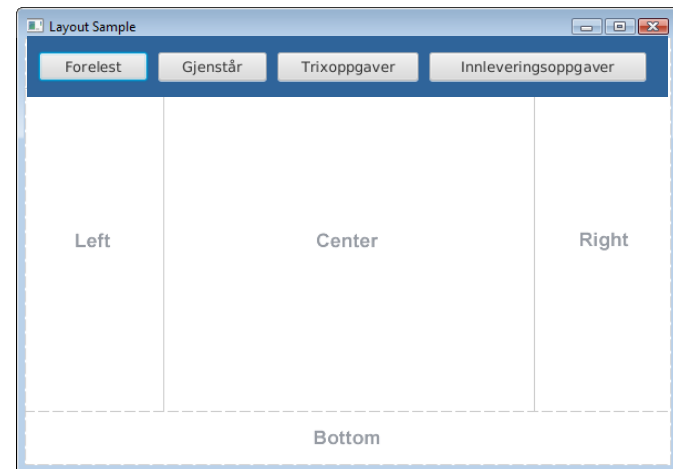 Layout Sample
Forelest Gjenstår Trixoppgaver Innleveringsoppgaver
Left Center Right
Bottom